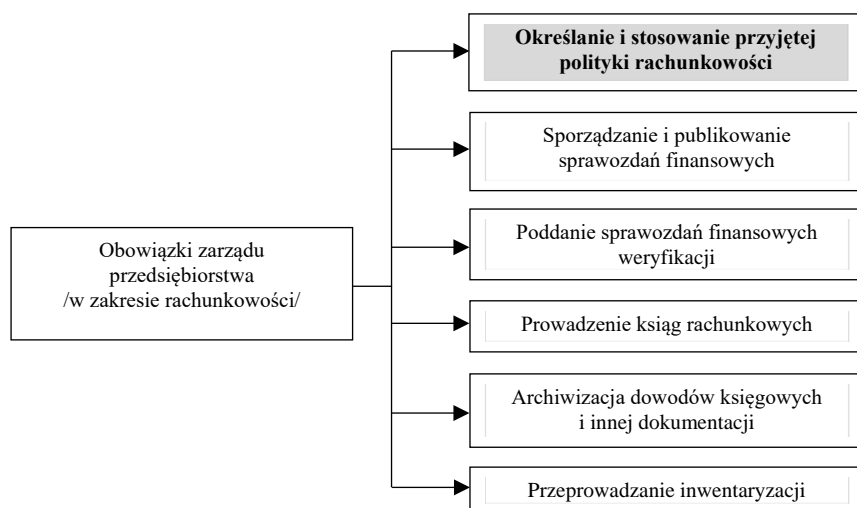 Określanie i stosowanie przyjętej
polityki rachunkowości
Sporządzanie i publikowanie
sprawozdań finansowych
Obowiązki zarządu
przedsiębiorstwa
/w zakresie rachunkowości/
Poddanie sprawozdań finansowych
weryfikacji
Prowadzenie ksiąg rachunkowych
Archiwizacja dowodów księgowych
i innej dokumentacji
Przeprowadzanie inwentaryzacji